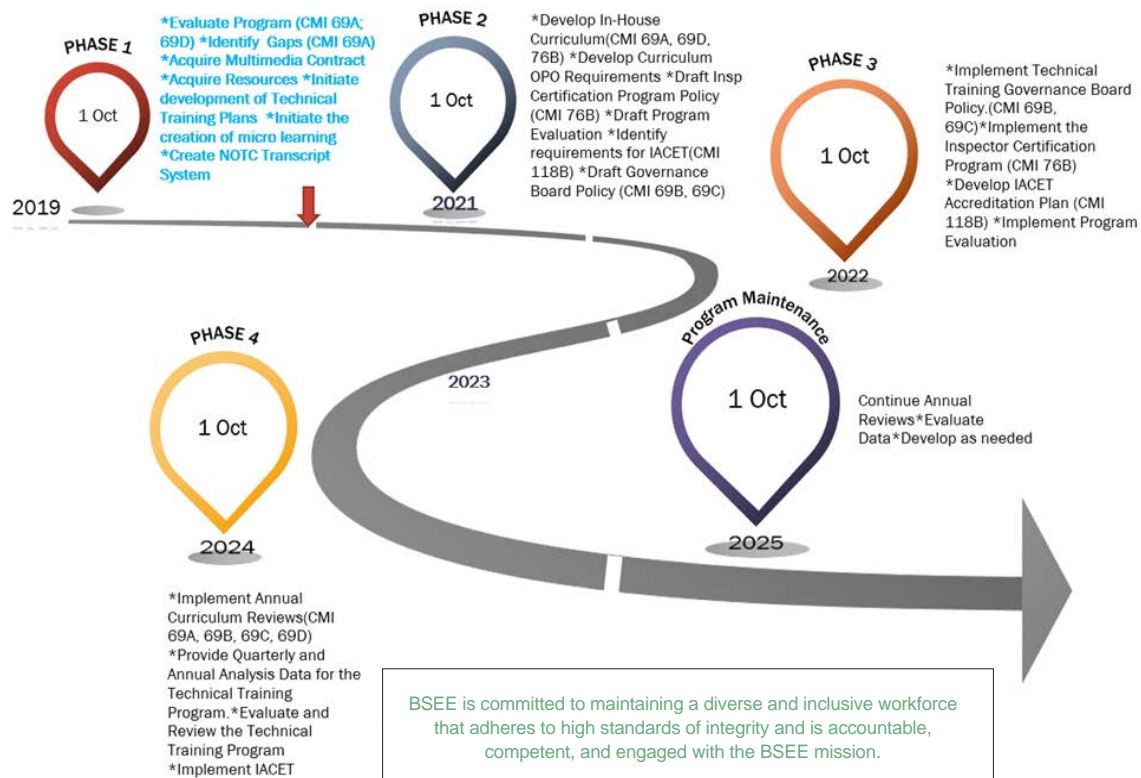 PHASE 1
1 Oct
2019
*Evaluate Program (CMI 69A;
69D) *Identify Gaps (CMI 69A)
*Acquire Multimedia Contract
*Acquire Resources *Initiate
development of Technical
Training Plans *Initiate the
creation of micro learning
*Create NOTC Transcript
System
PHASE 2
1 Oct
2021
*Develop In-House
Curriculum(CMI 69A, 69D,
76B) *Develop Curriculum
OPO Requirements *Draft Insp
Certification Program Policy
(CMI 76B) *Draft Program
Evaluation *Identify
requirements for IACET(CMI
118B) *Draft Governance
Board Policy (CMI 69B, 69C)
PHASE 3
1 Oct
2022
*Implement Technical
Training Governance Board
Policy.(CMI 69B,
69C)*Implement the
Inspector Certification
Program (CMI 76B)
*Develop IACET
Accreditation Plan (CMI
118B) *Implement Program
Evaluation
2023
PHASE 4
1 Oct
2024
*Implement Annual
Curriculum Reviews(CMI
69A, 69B, 69C, 69D)
*Provide Quarterly and
Annual Analysis Data for the
Technical Training
Program.*Evaluate and
Review the Technical
Training Program
*Implement IACET
Program Maintenance
1 Oct
2025
Continue Annual
Reviews*Evaluate
Data*Develop as needed
BSEE is committed to maintaining a diverse and inclusive workforce
that adheres to high standards of integrity and is accountable,
competent, and engaged with the BSEE mission.